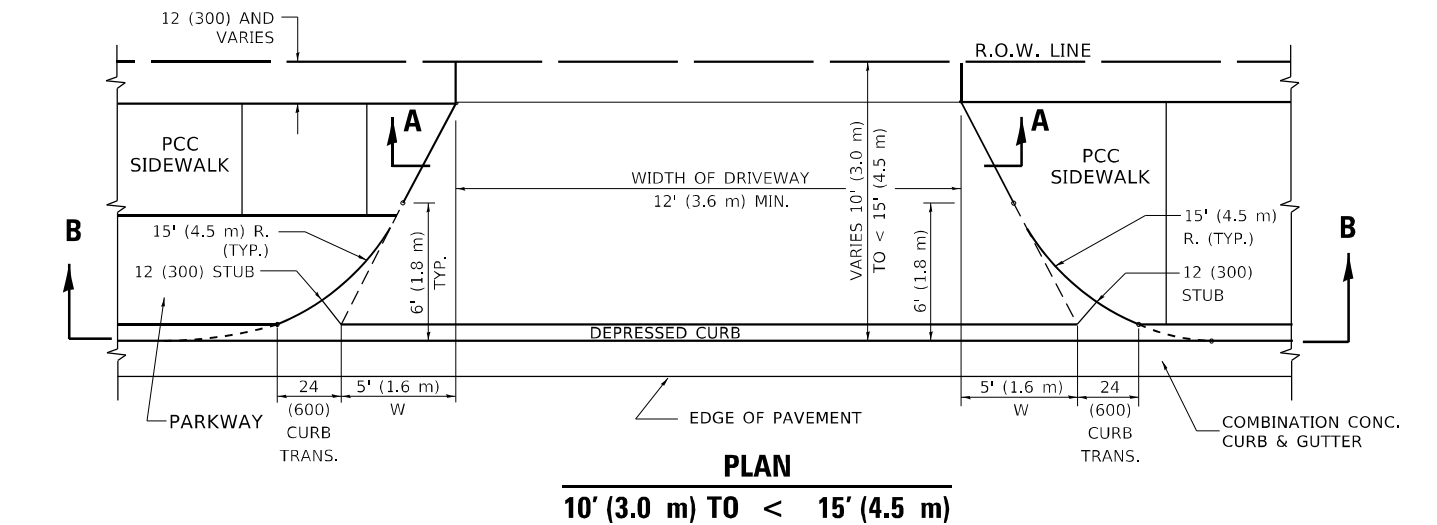 12 (300) AND
VARIES
R.O.W. LINE
A
A
PCC
SIDEWALK
PCC
SIDEWALK
WIDTH OF DRIVEWAY
12' (3.6 m) MIN.
VARIES 10' (3.0 m)
TO < 15' (4.5 m)
B
B
15' (4.5 m) R.
(TYP.)
12 (300) STUB
6' (1.8 m)
TYP.
6' (1.8 m)
15' (4.5 m)
R. (TYP.)
12 (300)
STUB
DEPRESSED CURB
24
(600)
CURB
TRANS.
5' (1.6 m)
W
5' (1.6 m)
W
24
(600)
CURB
TRANS.
PARKWAY
EDGE OF PAVEMENT
COMBINATION CONC.
CURB & GUTTER
PLAN
10' (3.0 m) TO < 15' (4.5 m)